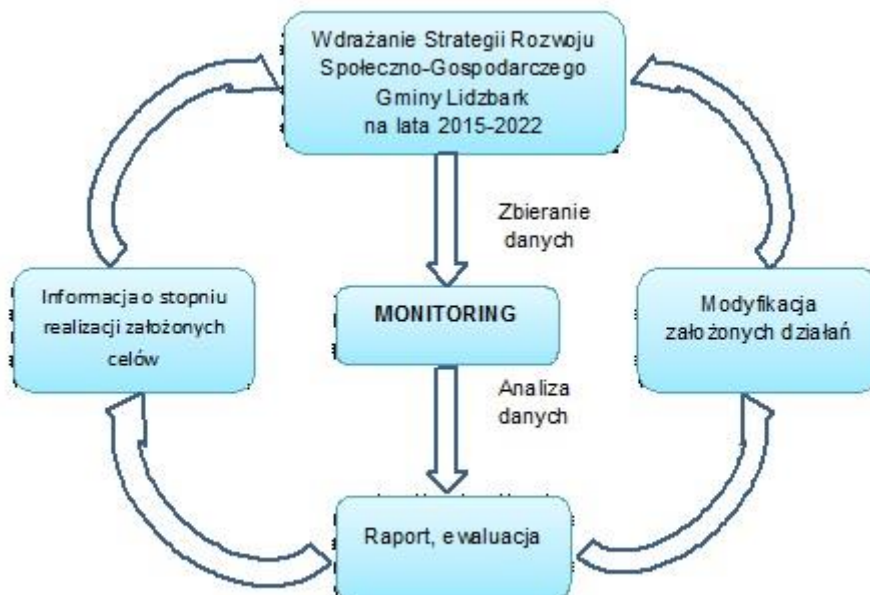 Wdrażanie Strategii Rozwoju
Społeczno-Gospodarczego
Gminy Lidzbark
na lata 2015-2022
Zbieranie
danych
Informacja o stopniu
realizacji założonych
celów
MONITORING
Modyfikacja
założonych działań
Analiza
danych
Raport, ewaluacja